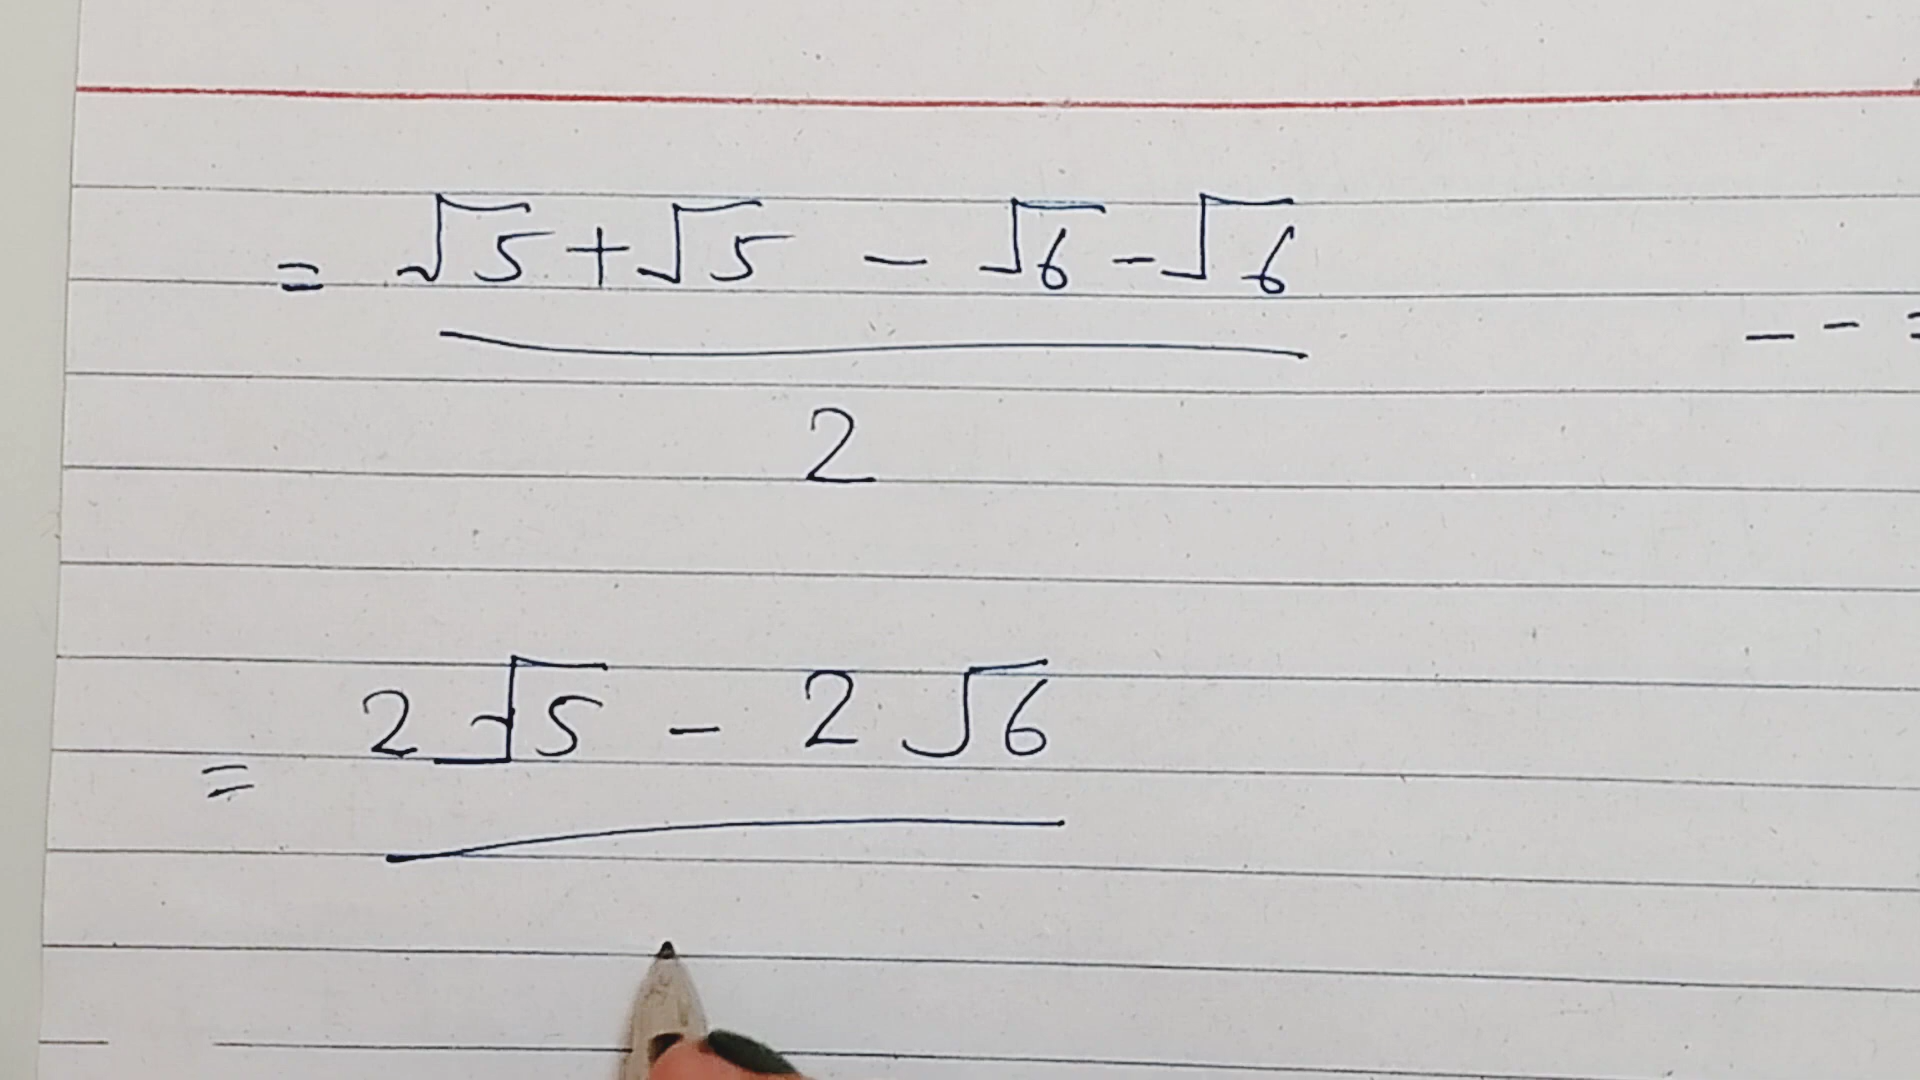 = √5 + √5 - √6 - √6 - - =
2
= 2√5 - 2√6